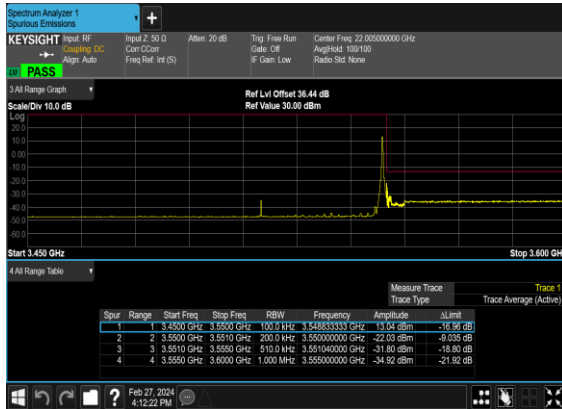 Spectrum Analyzer 1
Spurious Emissions
+
KEYSIGHT Input: RF Input Z: 50 Ω Atten: 20 dB Trig: Free Run Center Freq: 22.005000000 GHz
Coupling: DC Corr CCorr Gate: Off Avg|Hold: 100/100
Align: Auto Freq Ref: Int (S) IF Gain: Low Radio Std: None
PASS
3 All Range Graph
Ref Lvl Offset 36.44 dB
Scale/Div 10.0 dB Ref Value 30.00 dBm
Log
20.0
10.0
0.00
-10.0
-20.0
-30.0
-40.0
-50.0
-60.0
Start 3.450 GHz Stop 3.600 GHz
4 All Range Table
Measure Trace Trace 1
Trace Type Trace Average (Active)
Spur Range Start Freq Stop Freq RBW Frequency Amplitude ΔLimit
1 1 3.4500 GHz 3.5500 GHz 100.0 kHz 3.548833333 GHz 13.04 dBm -16.96 dB
2 2 3.5500 GHz 3.5510 GHz 200.0 kHz 3.550000000 GHz -22.03 dBm -9.035 dB
3 3 3.5510 GHz 3.5550 GHz 510.0 kHz 3.551040000 GHz -31.80 dBm -18.80 dB
4 4 3.5550 GHz 3.6000 GHz 1.000 MHz 3.555000000 GHz -34.92 dBm -21.92 dB
? Feb 27, 2024
4:12:22 PM